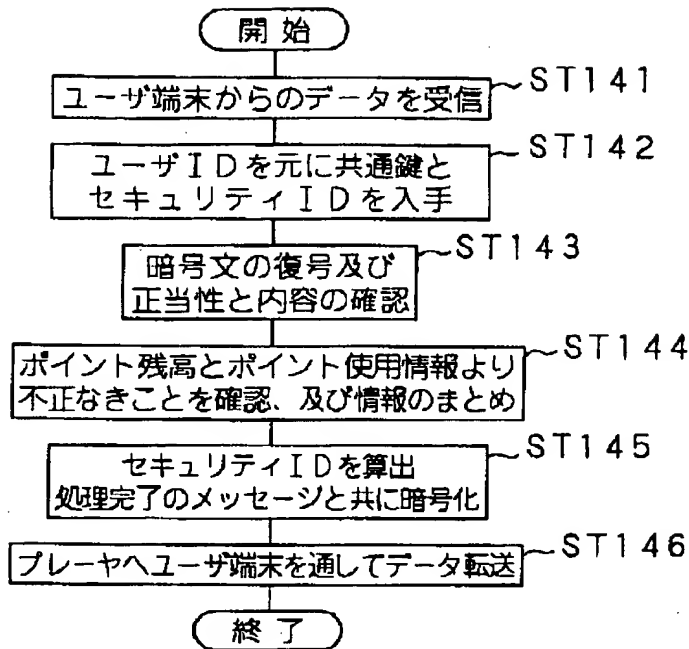 開始
ユーザ端末からのデータを受信
ST141
ユーザIDを元に共通鍵と
セキュリティIDを入手
ST142
暗号文の復号及び
正当性と内容の確認
ST143
ポイント残高とポイント使用情報より
不正なきことを確認、及び情報のまとめ
ST144
セキュリティIDを算出
処理完了のメッセージと共に暗号化
ST145
プレーヤへユーザ端末を通してデータ転送
ST146
終了